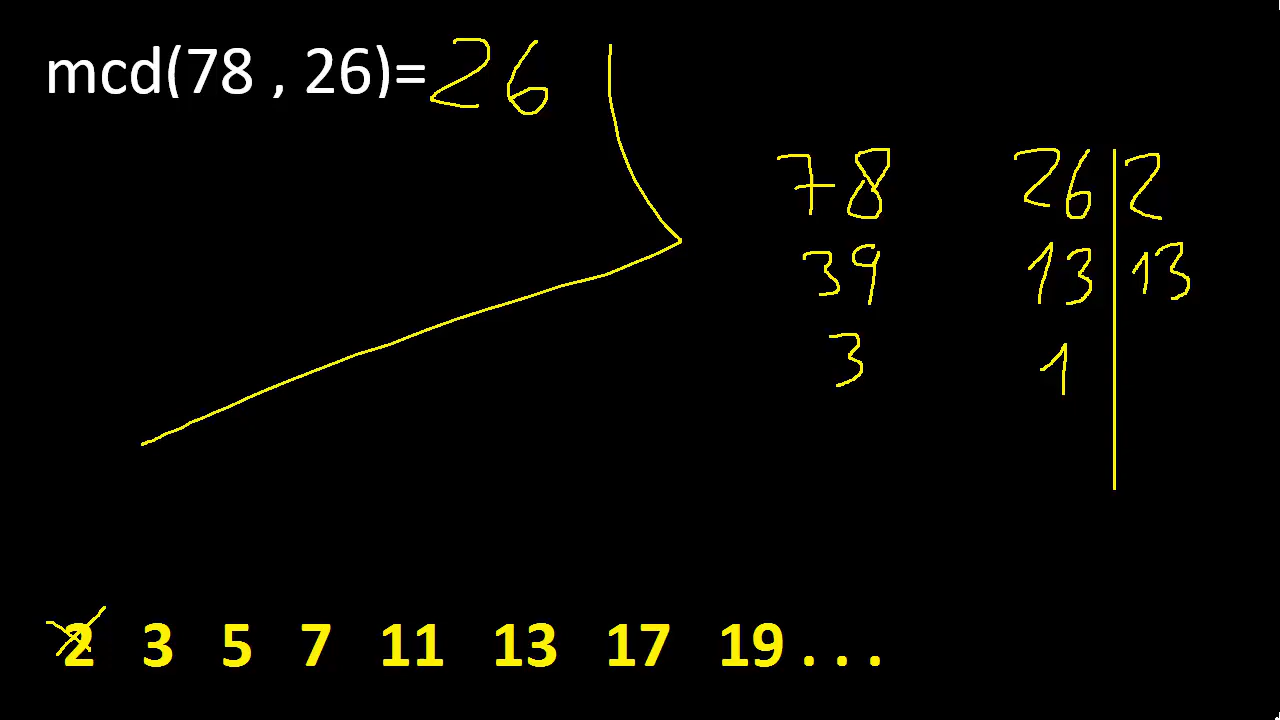 mcd(78 , 26)=26
78 26 2
39 13 13
3 1
2 3 5 7 11 13 17 19 . . .